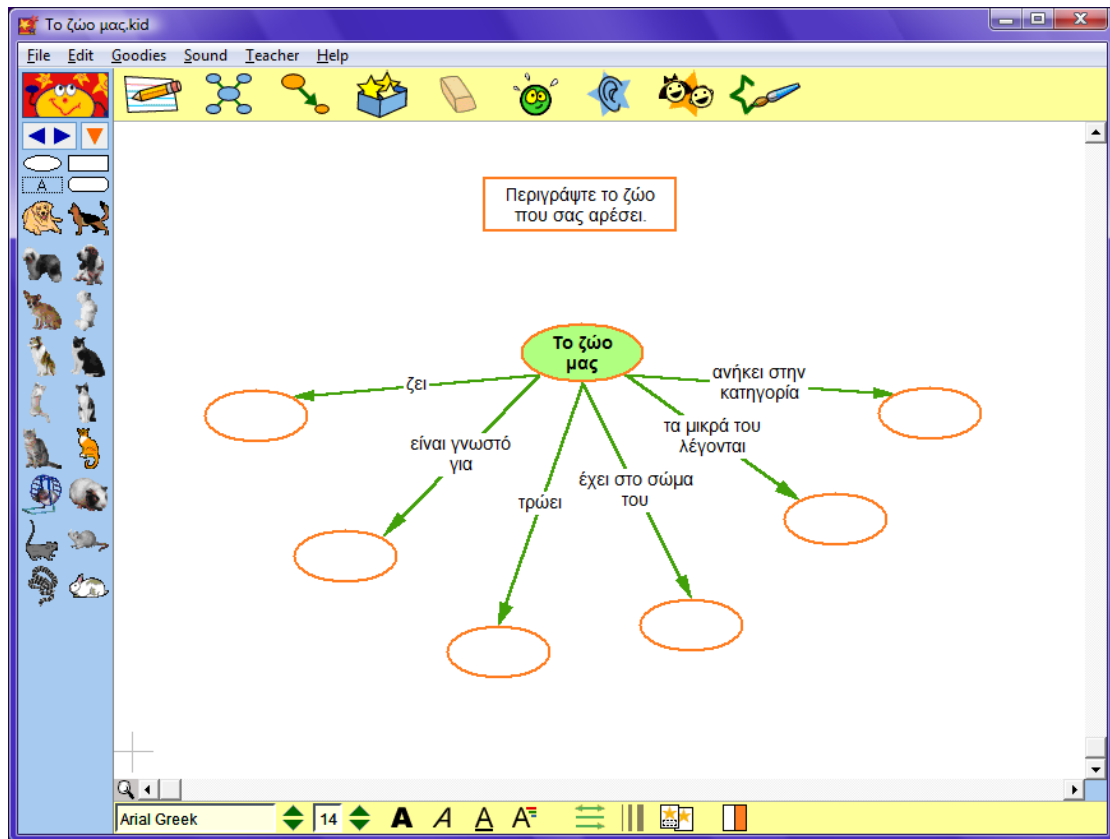 Το ζώο μας.kid
File Edit Goodies Sound Teacher Help
A
Περιγράψτε το ζώο
που σας αρέσει.
Το ζώο
μας
ζει
είναι γνωστό
για
τρώει
έχει στο σώμα
του
τα μικρά του
λέγονται
ανήκει στην
κατηγορία
Arial Greek 14 A A A A